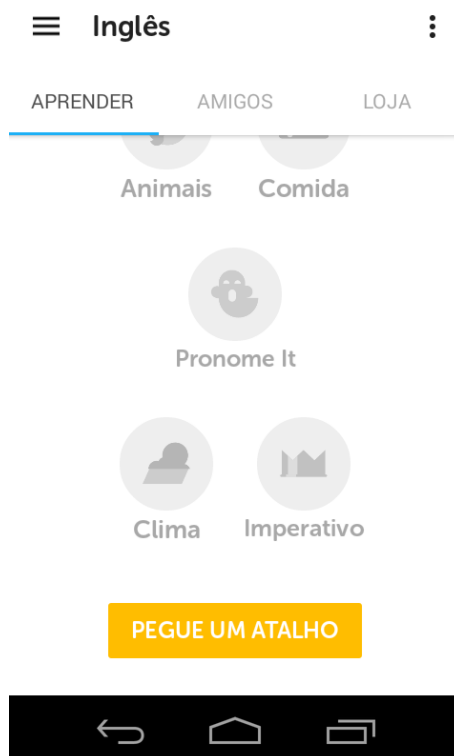 Inglês
APRENDER AMIGOS LOJA
Animais Comida
Pronome It
Clima Imperativo
PEGUE UM ATALHO